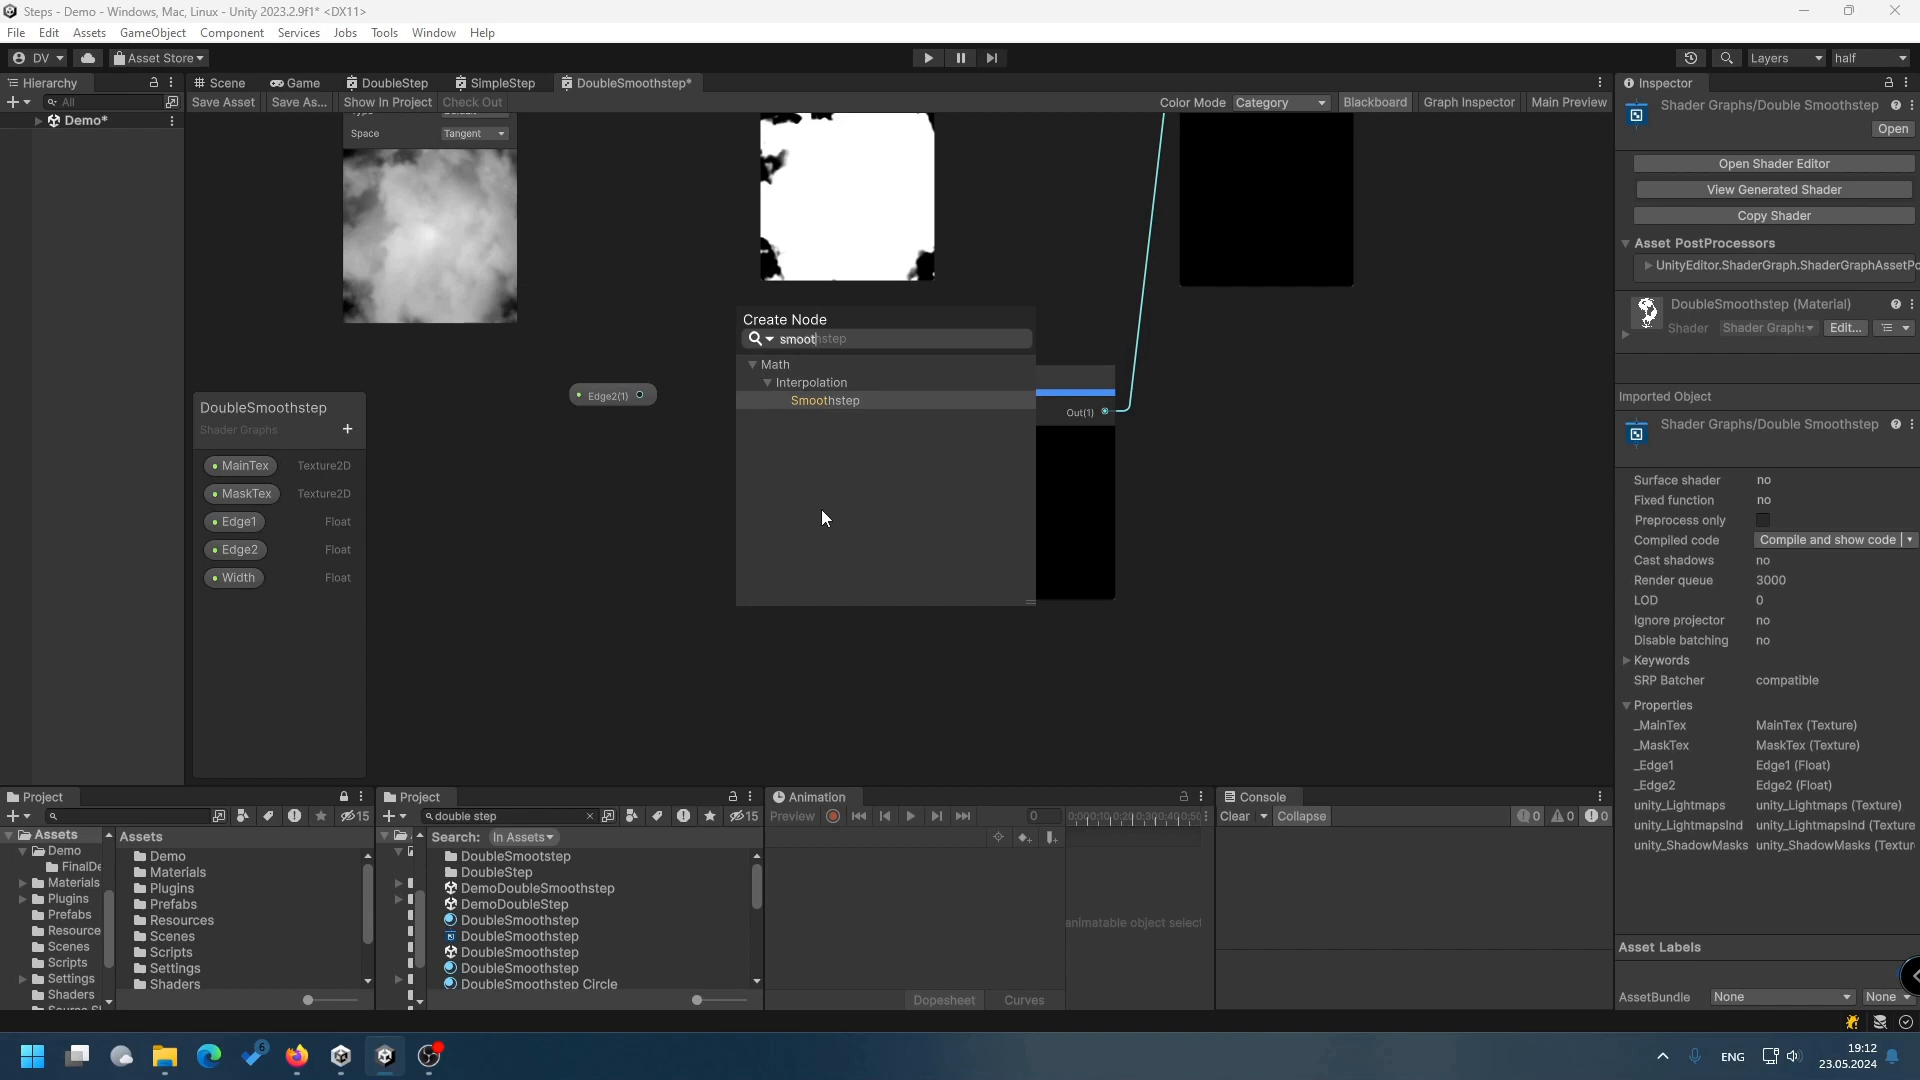 Steps - Demo - Windows, Mac, Linux - Unity 2023.2.9f1* <DX11>
File Edit Assets GameObject Component Services Jobs Tools Window Help
DV Asset Store Layers half
Hierarchy Scene Game DoubleStep SimpleStep DoubleSmoothstep* Inspector
All Save Asset Save As... Show In Project Check Out Color Mode Category Blackboard Graph Inspector Main Preview
Demo*
Shader Graphs/Double Smoothstep
Open
Open Shader Editor
View Generated Shader
Copy Shader
Asset PostProcessors
UnityEditor.ShaderGraph.ShaderGraphAssetPo
DoubleSmoothstep (Material)
Shader Shader Graphs Edit...
Imported Object
Shader Graphs/Double Smoothstep
Surface shader no
Fixed function no
Preprocess only
Compiled code Compile and show code
Cast shadows no
Render queue 3000
LOD 0
Ignore projector no
Disable batching no
Keywords
SRP Batcher compatible
Properties
_MainTex MainTex (Texture)
_MaskTex MaskTex (Texture)
_Edge1 Edge1 (Float)
_Edge2 Edge2 (Float)
unity_Lightmaps unity_Lightmaps (Texture)
unity_LightmapsInd unity_LightmapsInd (Texture
unity_ShadowMasks unity_ShadowMasks (Textur
Asset Labels
AssetBundle None None
Space Tangent
Create Node
smoothstep
Math
Interpolation
Smoothstep
Edge2(1)
Out(1)
DoubleSmoothstep
Shader Graphs
MainTex Texture2D
MaskTex Texture2D
Edge1 Float
Edge2 Float
Width Float
Project
15
Assets
Demo
FinalDe
Materials
Plugins
Prefabs
Resource
Scenes
Scripts
Settings
Shaders
Assets
Demo
Materials
Plugins
Prefabs
Resources
Scenes
Scripts
Settings
Shaders
Project
double step 15
Search: In Assets
DoubleSmootstep
DoubleStep
DemoDoubleSmoothstep
DemoDoubleStep
DoubleSmoothstep
DoubleSmoothstep
DoubleSmoothstep
DoubleSmoothstep
DoubleSmoothstep Circle
Animation
Preview 0
animatable object select
Dopesheet Curves
Console
Clear Collapse 0 0 0
6 ENG 19:12
23.05.2024